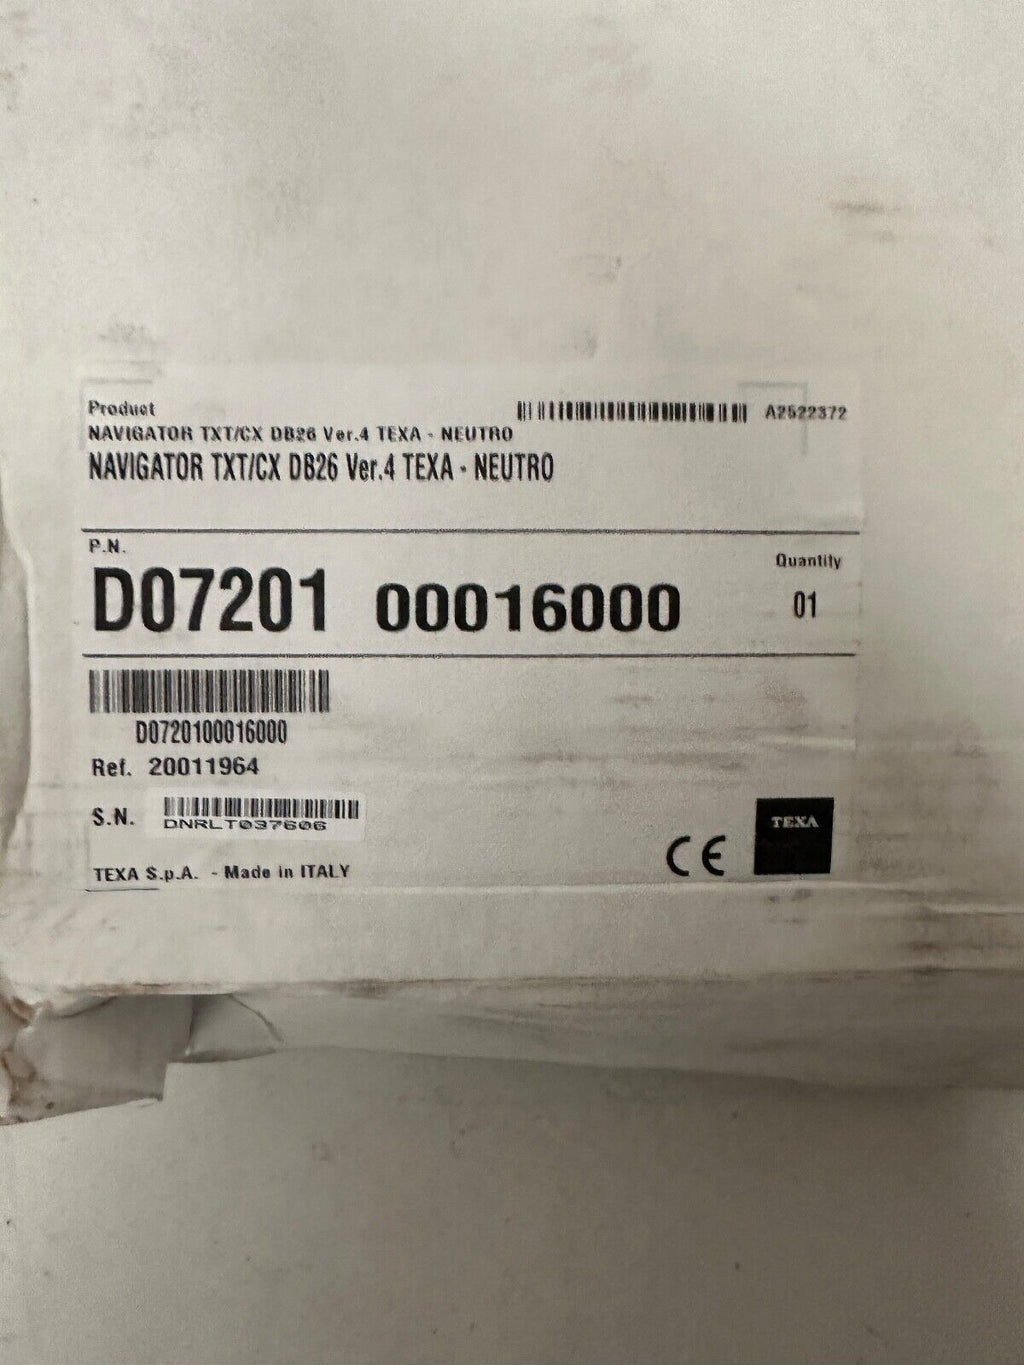 Product
A2522372
NAVIGATOR TXT/CX DB26 Ver.4 TEXA - NEUTRO
NAVIGATOR TXT/CX DB26 Ver.4 TEXA - NEUTRO
P.N.
Quantity
D07201 00016000
01
D0720100016000
Ref. 20011964
S.N.
DNRLT037606
TEXA S.p.A. - Made in ITALY
CE
TEXA